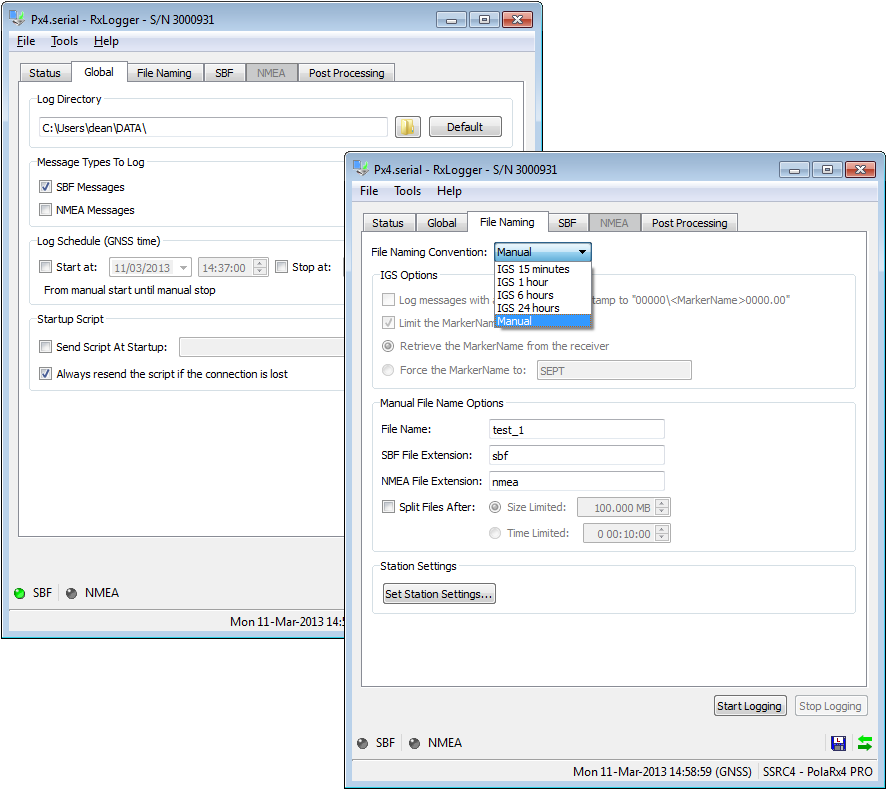 Px4.serial - RxLogger - S/N 3000931
File Tools Help
Status Global File Naming SBF NMEA Post Processing
Log Directory
C:\Users\dean\DATA\
Default
Message Types To Log
SBF Messages
NMEA Messages
Log Schedule (GNSS time)
Start at: 11/03/2013 14:37:00 Stop at:
From manual start until manual stop
Startup Script
Send Script At Startup:
Always resend the script if the connection is lost
SBF NMEA
Mon 11-Mar-2013 14:5
Px4.serial - RxLogger - S/N 3000931
File Tools Help
Status Global File Naming SBF NMEA Post Processing
File Naming Convention: Manual
IGS 15 minutes
IGS 1 hour
IGS 6 hours
IGS 24 hours
Manual
IGS Options
Log messages with a tamp to "00000\<MarkerName>0000.00"
Limit the MarkerNam
Retrieve the MarkerName from the receiver
Force the MarkerName to: SEPT
Manual File Name Options
File Name: test_1
SBF File Extension: sbf
NMEA File Extension: nmea
Split Files After: Size Limited: 100.000 MB
Time Limited: 0 00:10:00
Station Settings
Set Station Settings...
Start Logging Stop Logging
SBF NMEA
Mon 11-Mar-2013 14:58:59 (GNSS) SSRC4 - PolaRx4 PRO